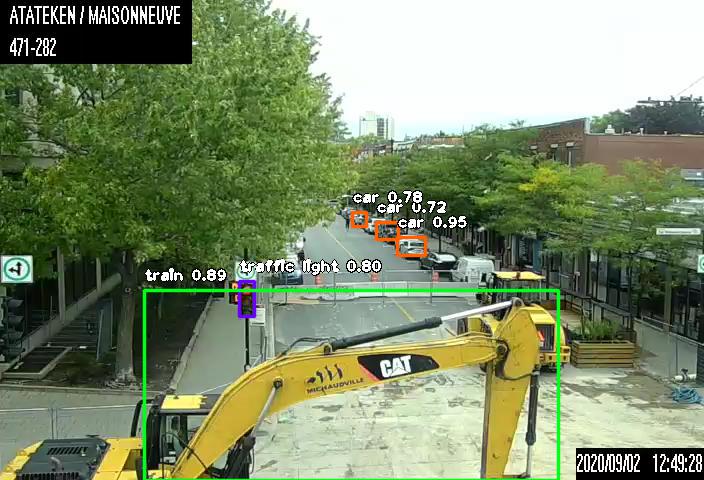 ATATEKEN / MAISONNEUVE
471-282
car 0.78
car 0.72
car 0.95
train 0.89
traffic light 0.80
CAT
MICHAUDVILLE
2020/09/02 12:49:28